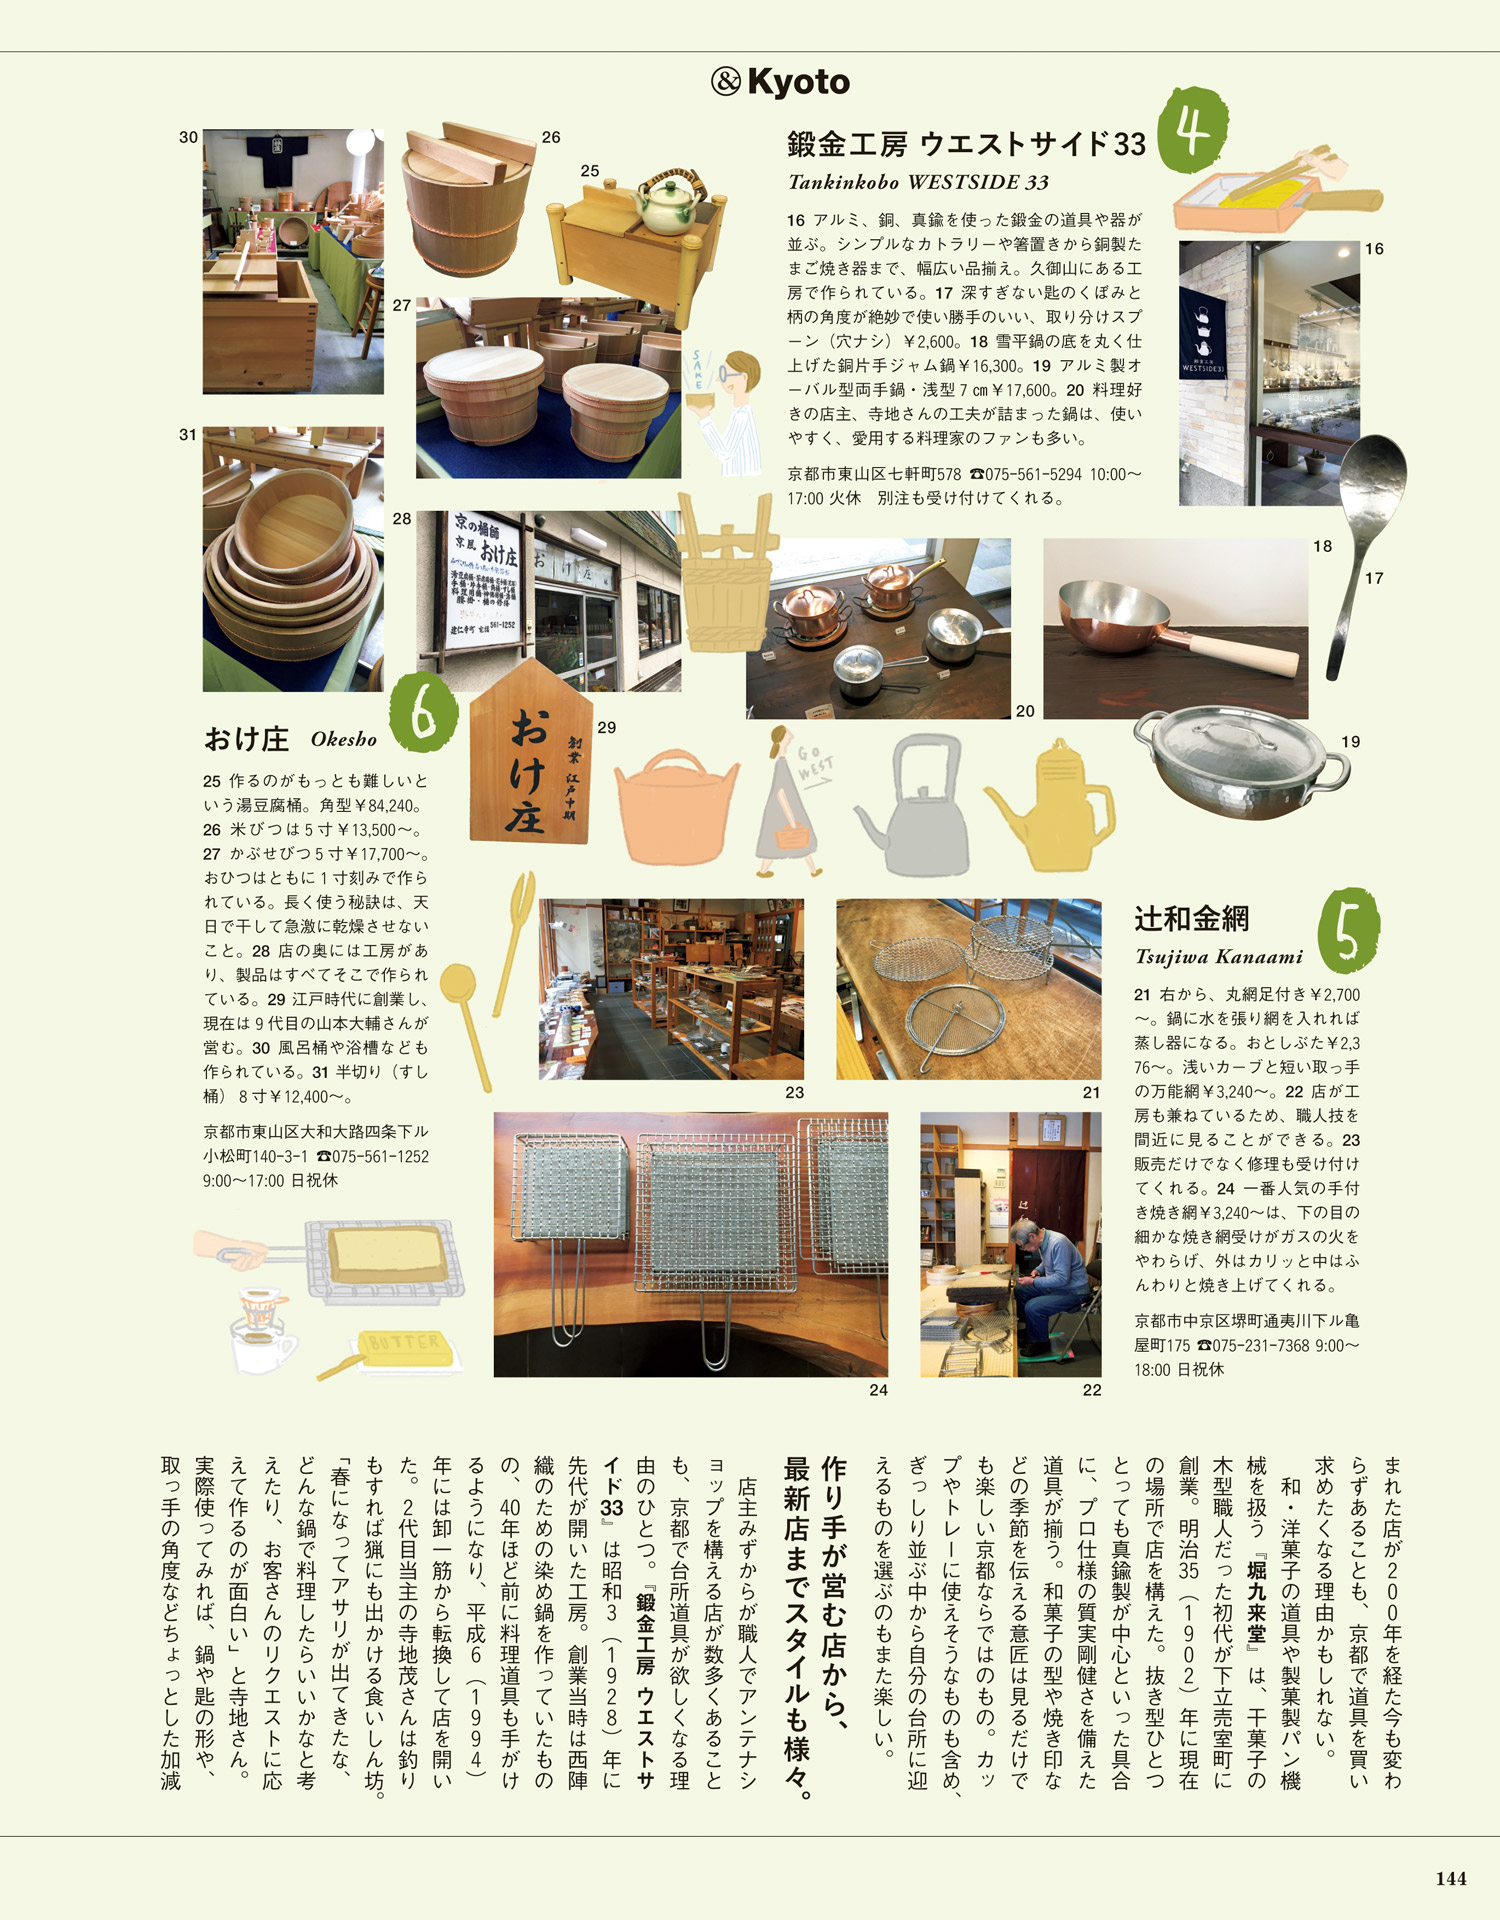 &Kyoto
4
鍛金工房 ウエストサイド33
Tankinkobo WESTSIDE 33
16 アルミ、銅、真鍮を使った鍛金の道具や器が
並ぶ。シンプルなカトラリーや箸置きから銅製た
まご焼き器まで、幅広い品揃え。久御山にある工
房で作られている。17 深すぎない匙のくぼみと
柄の角度が絶妙で使い勝手のいい、取り分けスプ
ーン（穴ナシ）￥2,600。18 雪平鍋の底を丸く仕
上げた銅片手ジャム鍋￥16,300。19 アルミ製オ
ーバル型両手鍋・浅型７㎝￥17,600。20 料理好
きの店主、寺地さんの工夫が詰まった鍋は、使い
やすく、愛用する料理家のファンも多い。
京都市東山区七軒町578 ☎075-561-5294 10:00〜
17:00 火休　別注も受け付けてくれる。
16
鍛金工房
WESTSIDE33
WESTSIDE 33
17
18
19
20
30
26
25
27
SAKE
31
28
京の桶師
京風 おけ庄
手桶・片手桶・角桶・すし桶
腰掛・桶の修繕
建仁寺町 電話 561-1252
おけ庄
29
おけ庄
創業 江戸中期
GO WEST
6
おけ庄 Okesho
25 作るのがもっとも難しいと
いう湯豆腐桶。角型￥84,240。
26 米びつは５寸￥13,500〜。
27 かぶせびつ５寸￥17,700〜。
おひつはともに１寸刻みで作ら
れている。長く使う秘訣は、天
日で干して急激に乾燥させない
こと。28 店の奥には工房があ
り、製品はすべてそこで作られ
ている。29 江戸時代に創業し、
現在は９代目の山本大輔さんが
営む。30 風呂桶や浴槽なども
作られている。31 半切り（すし
桶）８寸￥12,400〜。
京都市東山区大和大路四条下ル
小松町140-3-1 ☎075-561-1252
9:00〜17:00 日祝休
BUTTER
5
辻和金網
Tsujiwa Kanaami
21 右から、丸網足付き￥2,700
〜。鍋に水を張り網を入れれば
蒸し器になる。おとしぶた￥2,3
76〜。浅いカーブと短い取っ手
の万能網￥3,240〜。22 店が工
房も兼ねているため、職人技を
間近に見ることができる。23
販売だけでなく修理も受け付け
てくれる。24 一番人気の手付
き焼き網￥3,240〜は、下の目の
細かな焼き網受けがガスの火を
やわらげ、外はカリッと中はふ
んわりと焼き上げてくれる。
京都市中京区堺町通夷川下ル亀
屋町175 ☎075-231-7368 9:00〜
18:00 日祝休
23
21
24
22
まれた店が200年を経た今も変わ
らずあることも、京都で道具を買い
求めたくなる理由かもしれない。
和・洋菓子の道具や製菓製パン機
械を扱う『堀九来堂』は、干菓子の
木型職人だった初代が下立売室町に
創業。明治35（1902）年に現在
の場所で店を構えた。抜き型ひとつ
とっても真鍮製が中心といった具合
に、プロ仕様の質実剛健さを備えた
道具が揃う。和菓子の型や焼き印な
どの季節を伝える意匠は見るだけで
も楽しい京都ならではのもの。カッ
プやトレーに使えそうなものも含め、
ぎっしり並ぶ中から自分の台所に迎
えるものを選ぶのもまた楽しい。
作り手が営む店から、
最新店までスタイルも様々。
店主みずからが職人でアンテナシ
ョップを構える店が数多くあること
も、京都で台所道具が欲しくなる理
由のひとつ。『鍛金工房 ウエストサ
イド33』は昭和３（1928）年に
先代が開いた工房。創業当時は西陣
織のための染め鍋を作っていたもの
の、40年ほど前に料理道具も手がけ
るようになり、平成６（1994）
年には卸一筋から転換して店を開い
た。２代目当主の寺地茂さんは釣り
もすれば猟にも出かける食いしん坊。
「春になってアサリが出てきたな、
どんな鍋で料理したらいいかなと考
えたり、お客さんのリクエストに応
えて作るのが面白い」と寺地さん。
実際使ってみれば、鍋や匙の形や、
取っ手の角度などちょっとした加減
144